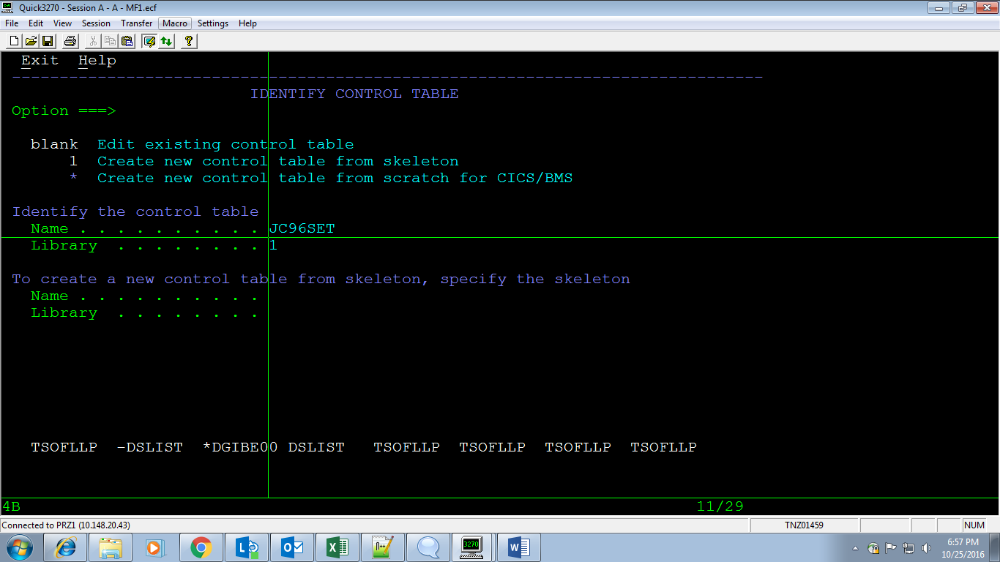 Quick3270 - Session A - A - MF1.ecf
File Edit View Session Transfer Macro Settings Help
Exit Help
-------------------------------------------------------------------------------
IDENTIFY CONTROL TABLE
Option ===>
blank Edit existing control table
1 Create new control table from skeleton
* Create new control table from scratch for CICS/BMS
Identify the control table
Name . . . . . . . . . . JC96SET
Library . . . . . . . . 1
To create a new control table from skeleton, specify the skeleton
Name . . . . . . . . . .
Library . . . . . . . .
TSOFLLP -DSLIST *DGIBE00 DSLIST TSOFLLP TSOFLLP TSOFLLP TSOFLLP
4B 11/29
Connected to PRZ1 (10.148.20.43) TNZ01459 NUM
3270
6:57 PM
10/25/2016